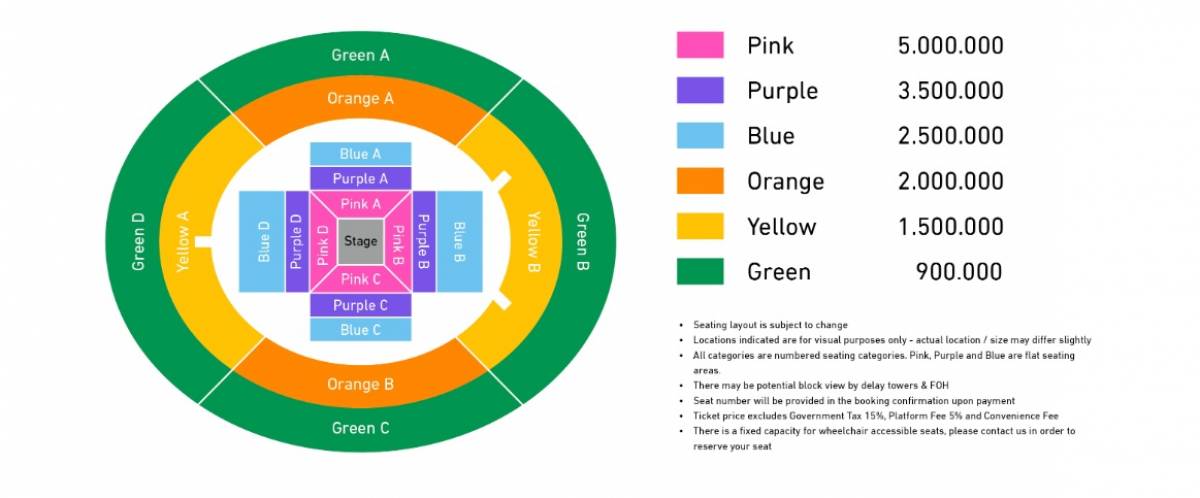 Green A
Orange A
Blue A
Purple A
Pink A
Green D
Yellow A
Blue D
Purple D
Pink D
Stage
Pink B
Purple B
Blue B
Yellow B
Green B
Pink C
Purple C
Blue C
Orange B
Green C
Pink 5.000.000
Purple 3.500.000
Blue 2.500.000
Orange 2.000.000
Yellow 1.500.000
Green 900.000
• Seating layout is subject to change
• Locations indicated are for visual purposes only - actual location / size may differ slightly
• All categories are numbered seating categories. Pink, Purple and Blue are flat seating
areas.
• There may be potential block view by delay towers & FOH
• Seat number will be provided in the booking confirmation upon payment
• Ticket price excludes Government Tax 15%, Platform Fee 5% and Convenience Fee
• There is a fixed capacity for wheelchair accessible seats, please contact us in order to
reserve your seat